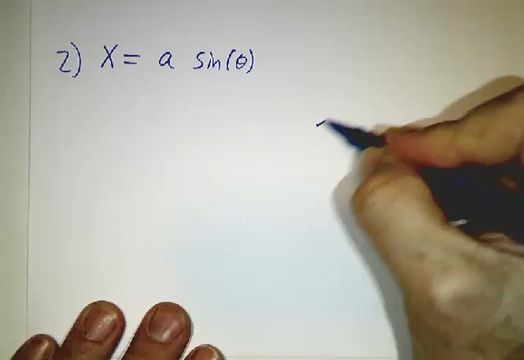 2) X = a sin(θ)